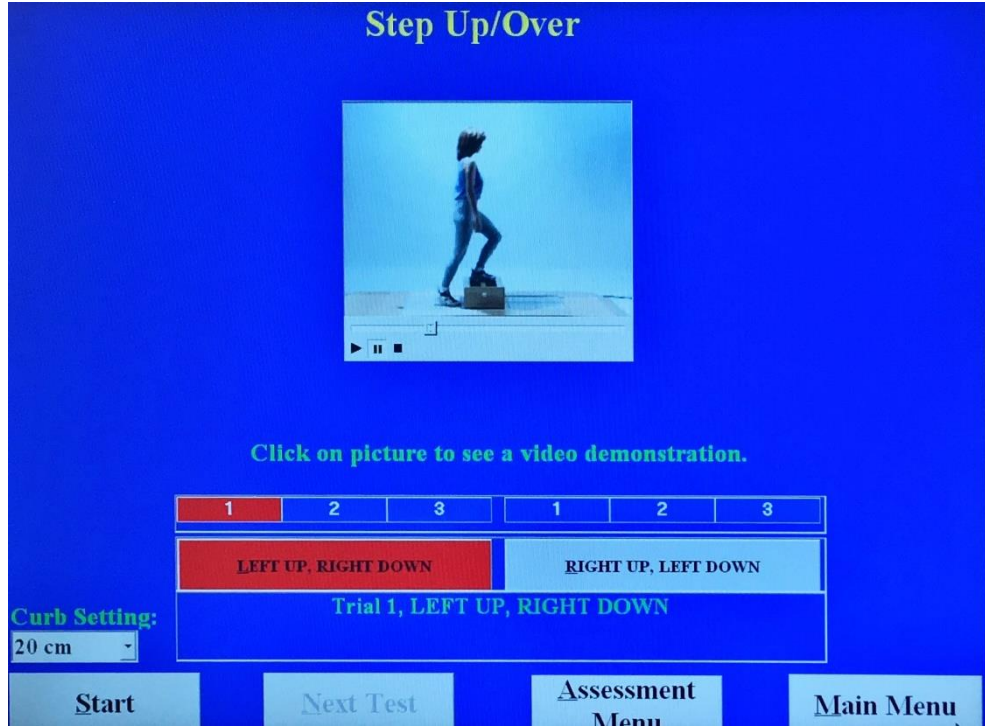 Step Up/Over
Click on picture to see a video demonstration.
1 2 3 1 2 3
LEFT UP, RIGHT DOWN RIGHT UP, LEFT DOWN
Trial 1, LEFT UP, RIGHT DOWN
Curb Setting:
20 cm
Start Next Test Assessment Menu Main Menu